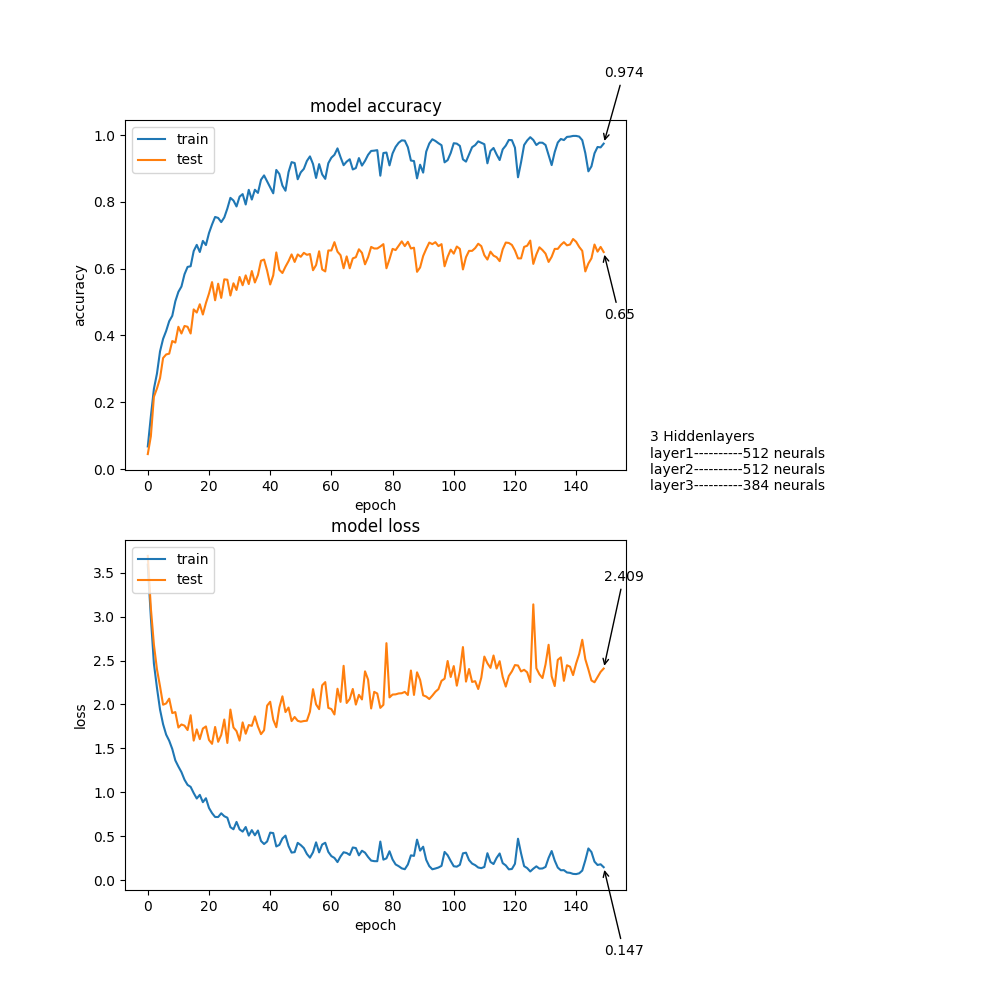 0.974
model accuracy
train
test
1.0
0.8
0.6
0.4
0.2
0.0
accuracy
0.65
0 20 40 60 80 100 120 140
epoch
3 Hiddenlayers
layer1----------512 neurals
layer2----------512 neurals
layer3----------384 neurals
model loss
train
test
3.5
3.0
2.5
2.0
1.5
1.0
0.5
0.0
loss
2.409
0 20 40 60 80 100 120 140
epoch
0.147